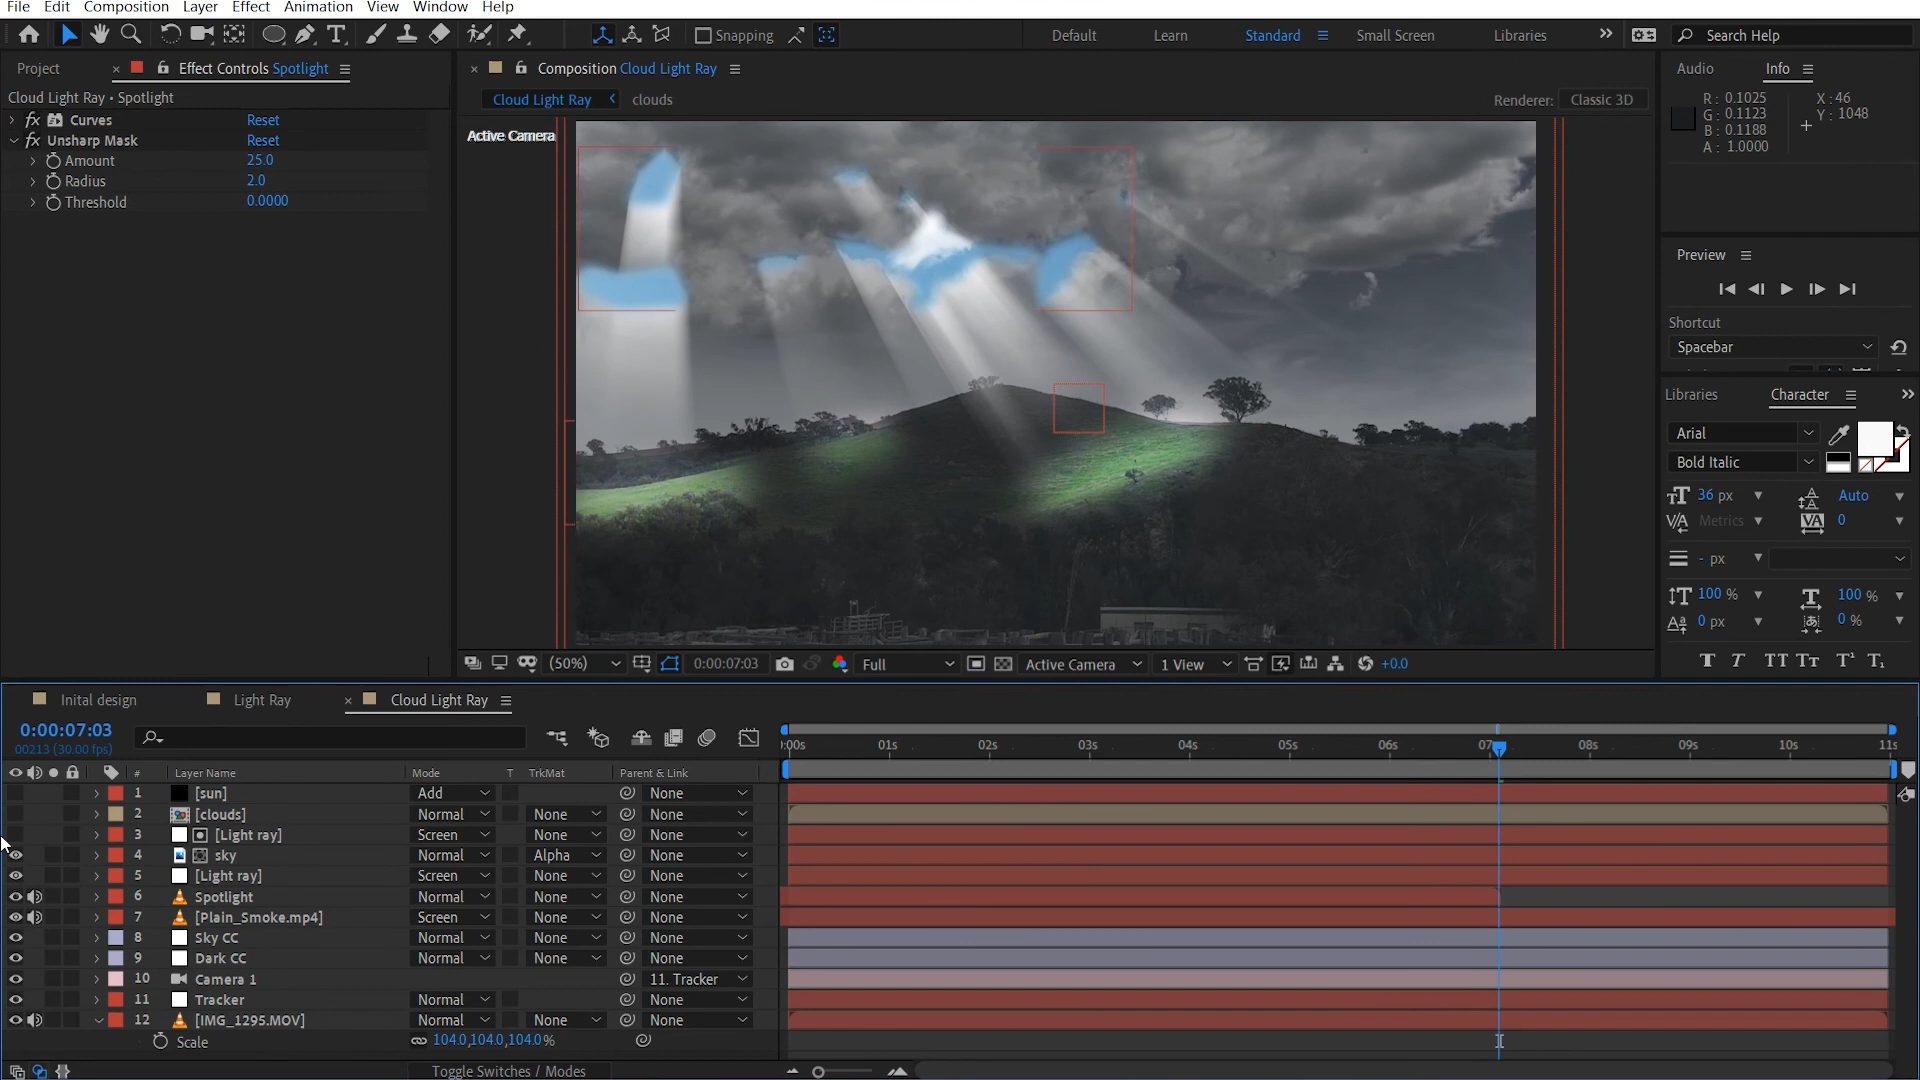 File Edit Composition Layer Effect Animation View Window Help
Snapping Default Learn Standard Small Screen Libraries Search Help
Project Effect Controls Spotlight
Composition Cloud Light Ray
Audio Info
Cloud Light Ray • Spotlight
Cloud Light Ray clouds
Renderer: Classic 3D
R: 0.1025 X: 46
G: 0.1123 Y: 1048
B: 0.1188
A: 1.0000
fx Curves Reset
fx Unsharp Mask Reset
Amount 25.0
Radius 2.0
Threshold 0.0000
Active Camera
Preview
Shortcut
Spacebar
Libraries Character
Arial
Bold Italic
36 px Auto
Metrics 0
- px
100 % 100 %
0 px 0 %
(50%) 0:00:07:03 Full Active Camera 1 View +0.0
Inital design Light Ray Cloud Light Ray
0:00:07:03
00213 (30.00 fps)
:00s 01s 02s 03s 04s 05s 06s 07s 08s 09s 10s 11s
# Layer Name Mode T TrkMat Parent & Link
1 [sun] Add None
2 [clouds] Normal None None
3 [Light ray] Screen None None
4 sky Normal Alpha None
5 [Light ray] Screen None None
6 Spotlight Normal None None
7 [Plain_Smoke.mp4] Screen None None
8 Sky CC Normal None None
9 Dark CC Normal None None
10 Camera 1 11. Tracker
11 Tracker Normal None
12 [IMG_1295.MOV] Normal None None
Scale 104.0,104.0,104.0%
Toggle Switches / Modes